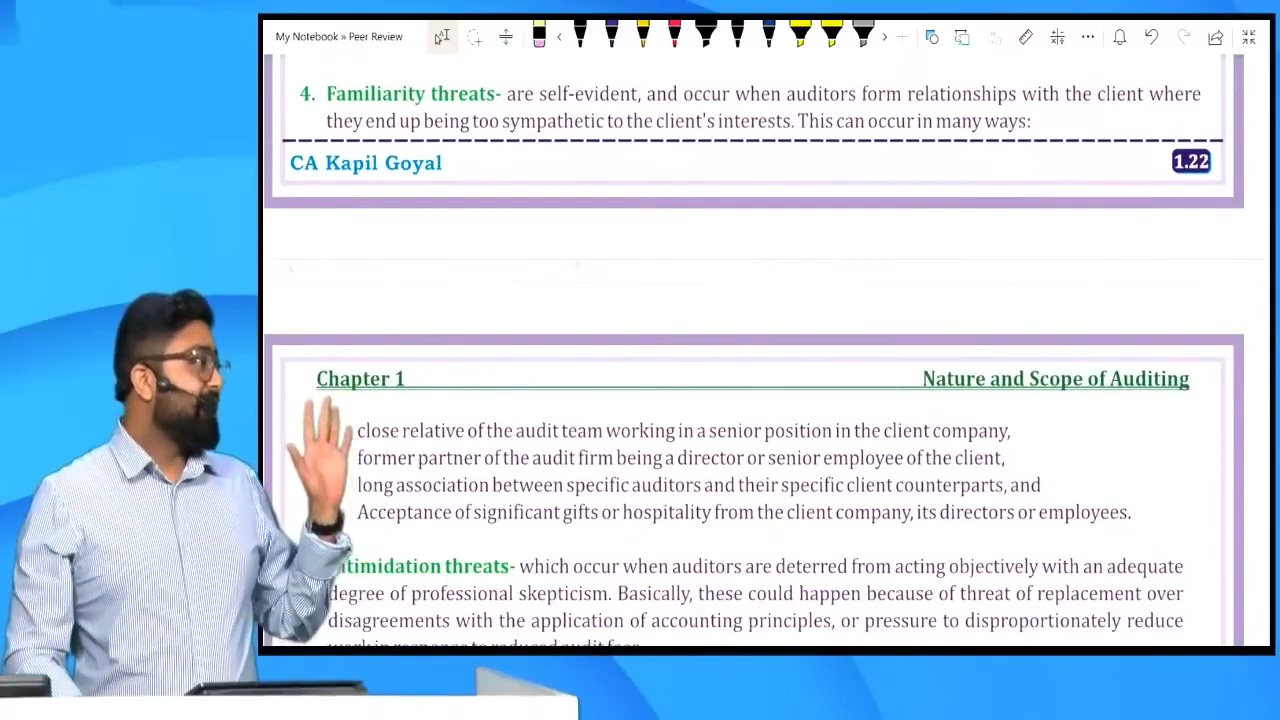 My Notebook » Peer Review
4. Familiarity threats- are self-evident, and occur when auditors form relationships with the client where
they end up being too sympathetic to the client's interests. This can occur in many ways:
CA Kapil Goyal
1.22
Chapter 1 Nature and Scope of Auditing
close relative of the audit team working in a senior position in the client company,
former partner of the audit firm being a director or senior employee of the client,
long association between specific auditors and their specific client counterparts, and
Acceptance of significant gifts or hospitality from the client company, its directors or employees.
timidation threats- which occur when auditors are deterred from acting objectively with an adequate
degree of professional skepticism. Basically, these could happen because of threat of replacement over
disagreements with the application of accounting principles, or pressure to disproportionately reduce
work in response to reduced audit fees